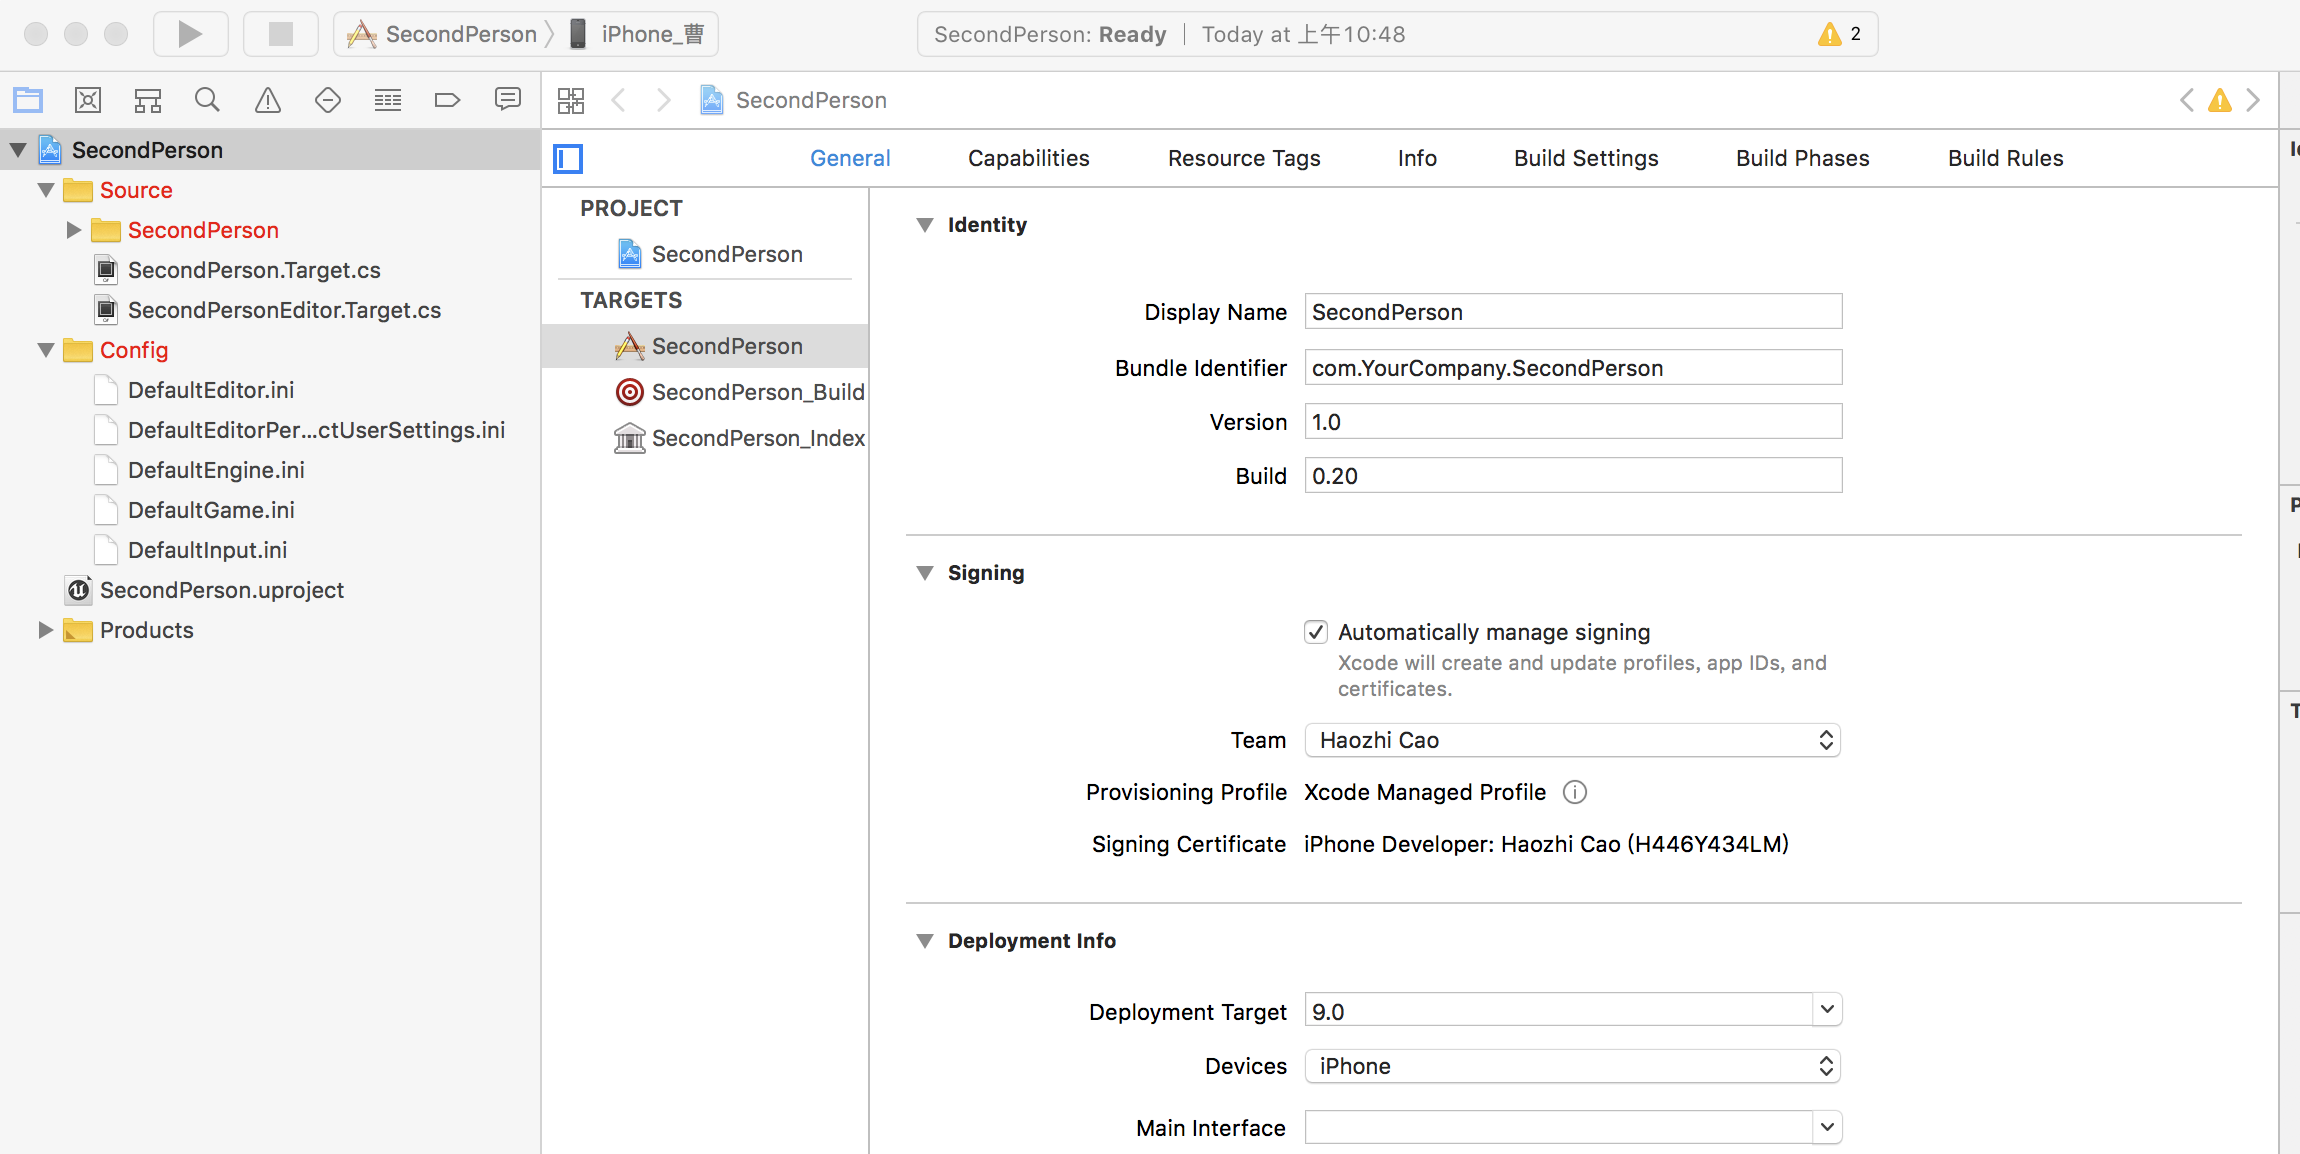 SecondPerson
iPhone_曹
SecondPerson: Ready
Today at 上午10:48
2
SecondPerson
SecondPerson
Source
SecondPerson
SecondPerson.Target.cs
SecondPersonEditor.Target.cs
Config
DefaultEditor.ini
DefaultEditorPer...ctUserSettings.ini
DefaultEngine.ini
DefaultGame.ini
DefaultInput.ini
SecondPerson.uproject
Products
General
Capabilities
Resource Tags
Info
Build Settings
Build Phases
Build Rules
PROJECT
SecondPerson
TARGETS
SecondPerson
SecondPerson_Build
SecondPerson_Index
Identity
Display Name
SecondPerson
Bundle Identifier
com.YourCompany.SecondPerson
Version
1.0
Build
0.20
Signing
Automatically manage signing
Xcode will create and update profiles, app IDs, and
certificates.
Team
Haozhi Cao
Provisioning Profile
Xcode Managed Profile
Signing Certificate
iPhone Developer: Haozhi Cao (H446Y434LM)
Deployment Info
Deployment Target
9.0
Devices
iPhone
Main Interface